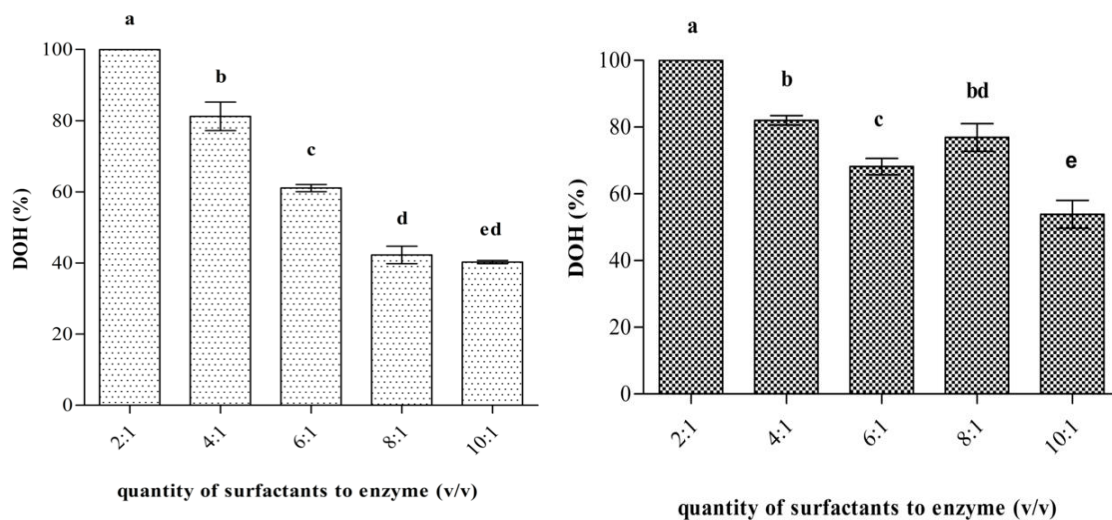 a
b
c
d
ed
100
80
60
40
20
0
DOH (%)
2:1
4:1
6:1
8:1
10:1
quantity of surfactants to enzyme (v/v)
a
b
c
bd
e
100
80
60
40
20
0
DOH (%)
2:1
4:1
6:1
8:1
10:1
quantity of surfactants to enzyme (v/v)